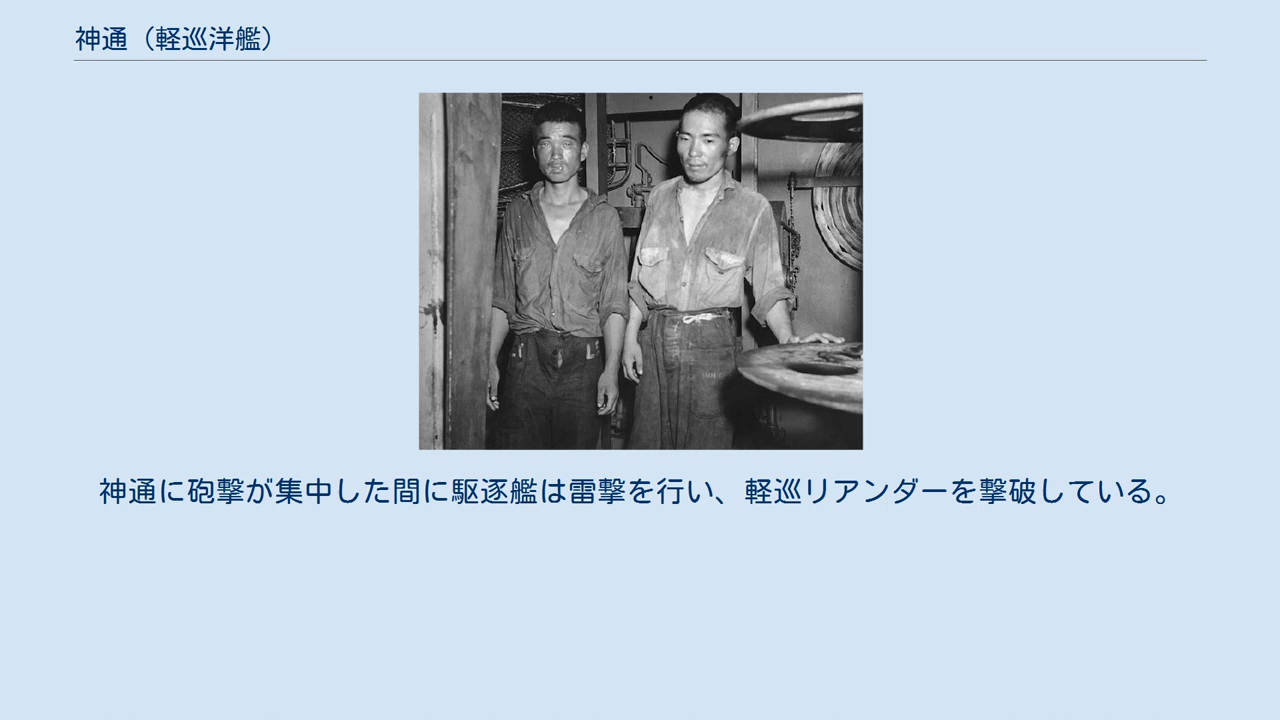 神通（軽巡洋艦）
神通に砲撃が集中した間に駆逐艦は雷撃を行い、軽巡リアンダーを撃破している。